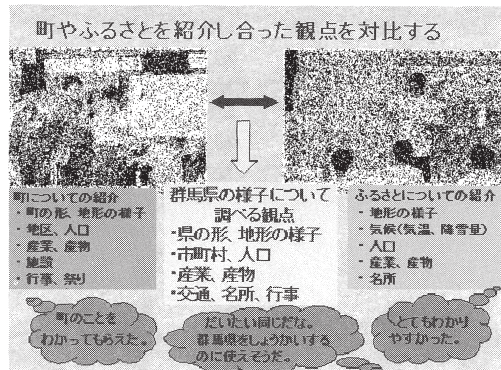 町やふるさとを紹介し合った観点を対比する
町についての紹介
・町の形、地形の様子
・地区、人口
・産業、産物
・施設
・行事、祭り
群馬県の様子について
調べる観点
・県の形、地形の様子
・市町村、人口
・産業、産物
・交通、名所、行事
ふるさとについての紹介
・地形の様子
・気候(気温、降雪量)
・人口
・産業、産物
・名所
町のことを
わかってもらえた。
だいたい同じだな。
群馬県をしょうかいする
のに使えそうだ。
とてもわかり
やすかった。